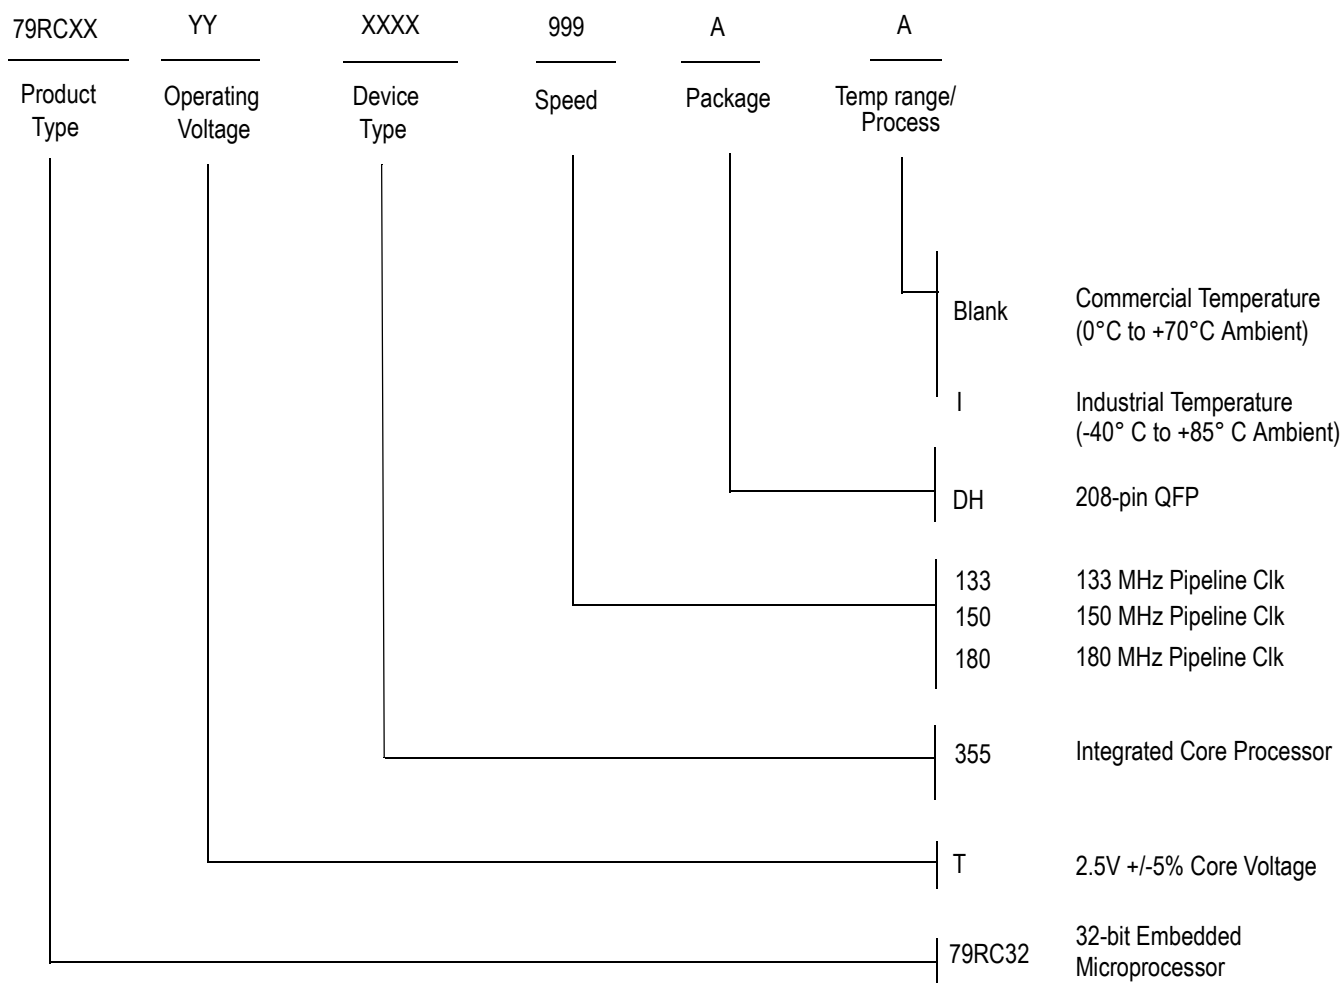 79RCXX YY XXXX 999 A A
Product Type
Operating Voltage
Device Type
Speed
Package
Temp range/
Process
Blank
Commercial Temperature
(0°C to +70°C Ambient)
I
Industrial Temperature
(-40° C to +85° C Ambient)
DH 208-pin QFP
133 133 MHz Pipeline Clk
150 150 MHz Pipeline Clk
180 180 MHz Pipeline Clk
355 Integrated Core Processor
T 2.5V +/-5% Core Voltage
79RC32
32-bit Embedded
Microprocessor